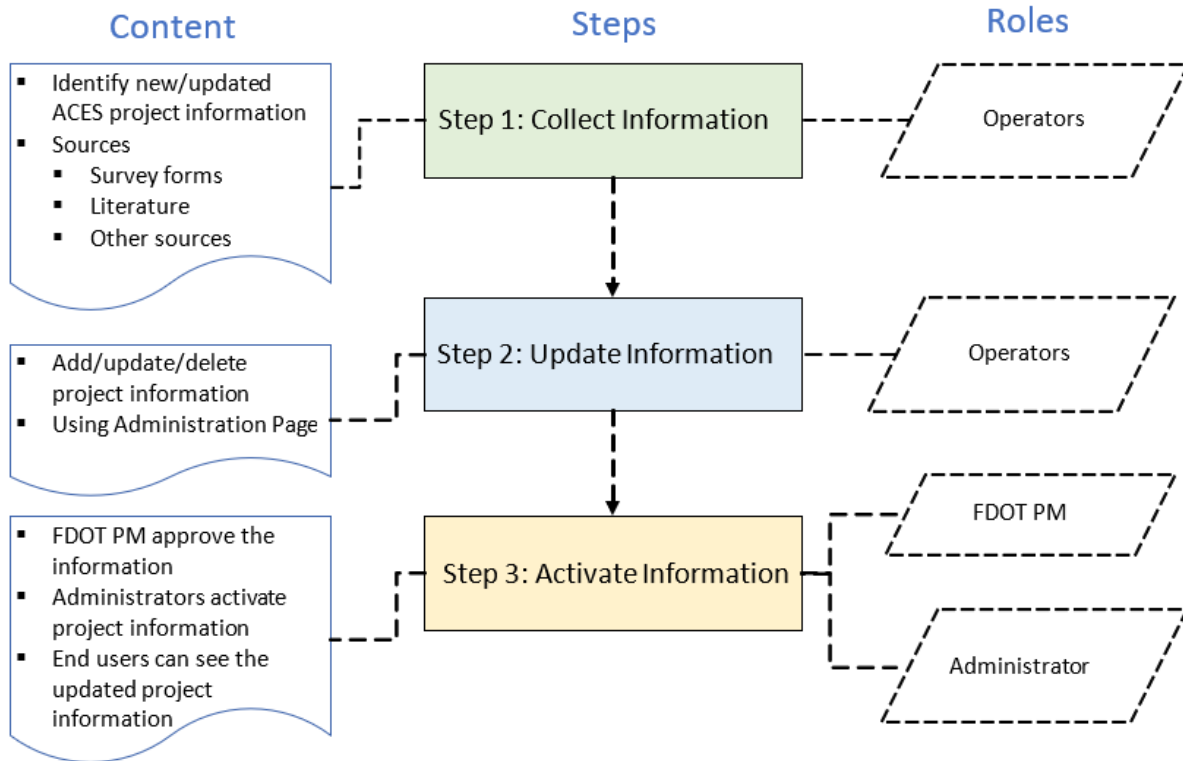 Content
Steps
Roles
▪ Identify new/updated
ACES project information
▪ Sources
▪ Survey forms
▪ Literature
▪ Other sources
Step 1: Collect Information
Operators
▪ Add/update/delete
project information
▪ Using Administration Page
Step 2: Update Information
Operators
▪ FDOT PM approve the
information
▪ Administrators activate
project information
▪ End users can see the
updated project
information
Step 3: Activate Information
FDOT PM
Administrator